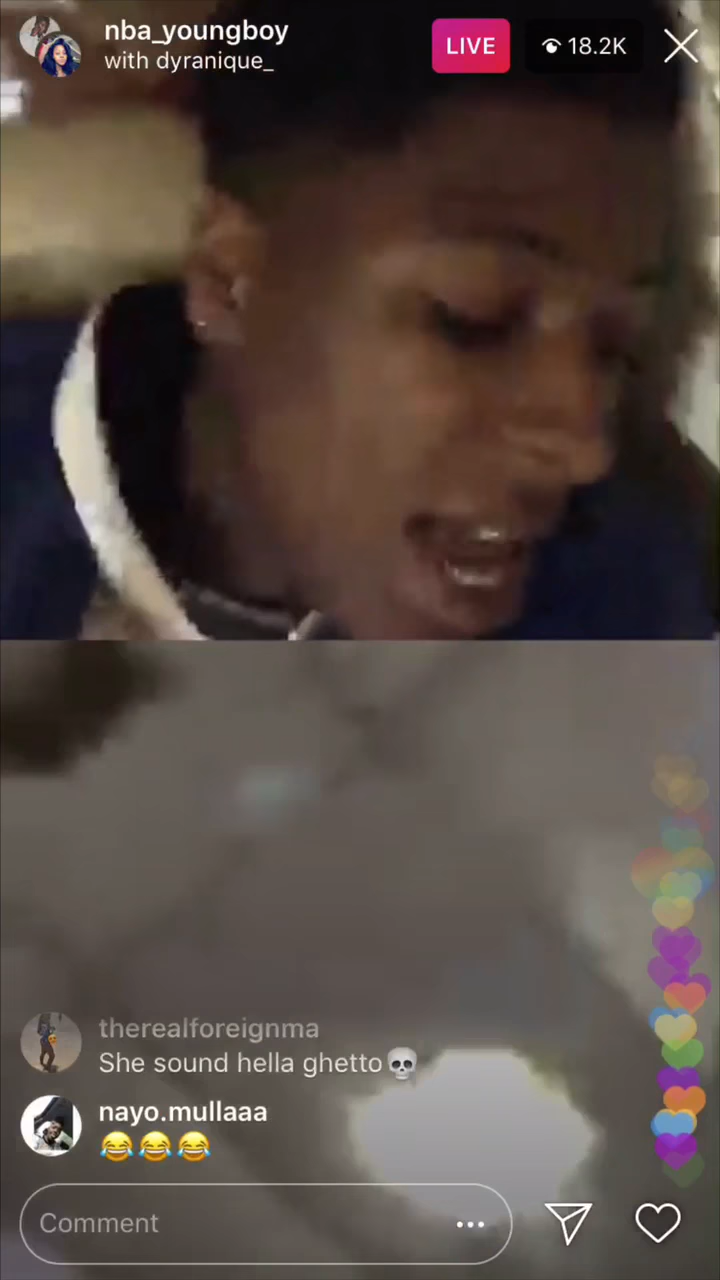 nba_youngboy
with dyranique_
LIVE
18.2K
therealforeignma
She sound hella ghetto💀
nayo.mullaaa
😂😂😂
Comment